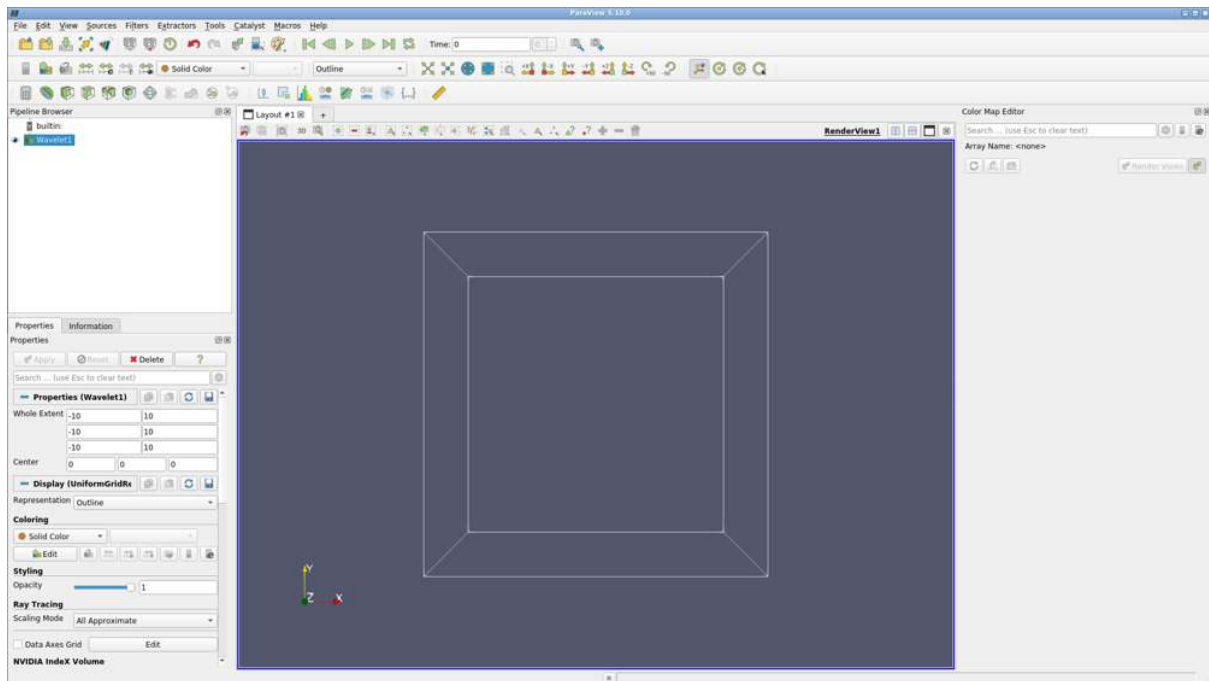 ParaView 5.10.0
File Edit View Sources Filters Extractors Tools Catalyst Macros Help
Time: 0
Solid Color Outline
Pipeline Browser
builtin:
Wavelet1
Layout #1
3D
RenderView1
Color Map Editor
Search ... (use Esc to clear text)
Array Name: <none>
Render Views
Properties Information
Properties
Apply Reset Delete ?
Search ... (use Esc to clear text)
Properties (Wavelet1)
Whole Extent -10 10
-10 10
-10 10
Center 0 0 0
Display (UniformGridRe
Representation Outline
Coloring
Solid Color
Edit
Styling
Opacity 1
Ray Tracing
Scaling Mode All Approximate
Data Axes Grid Edit
NVIDIA IndeX Volume
Y
Z X